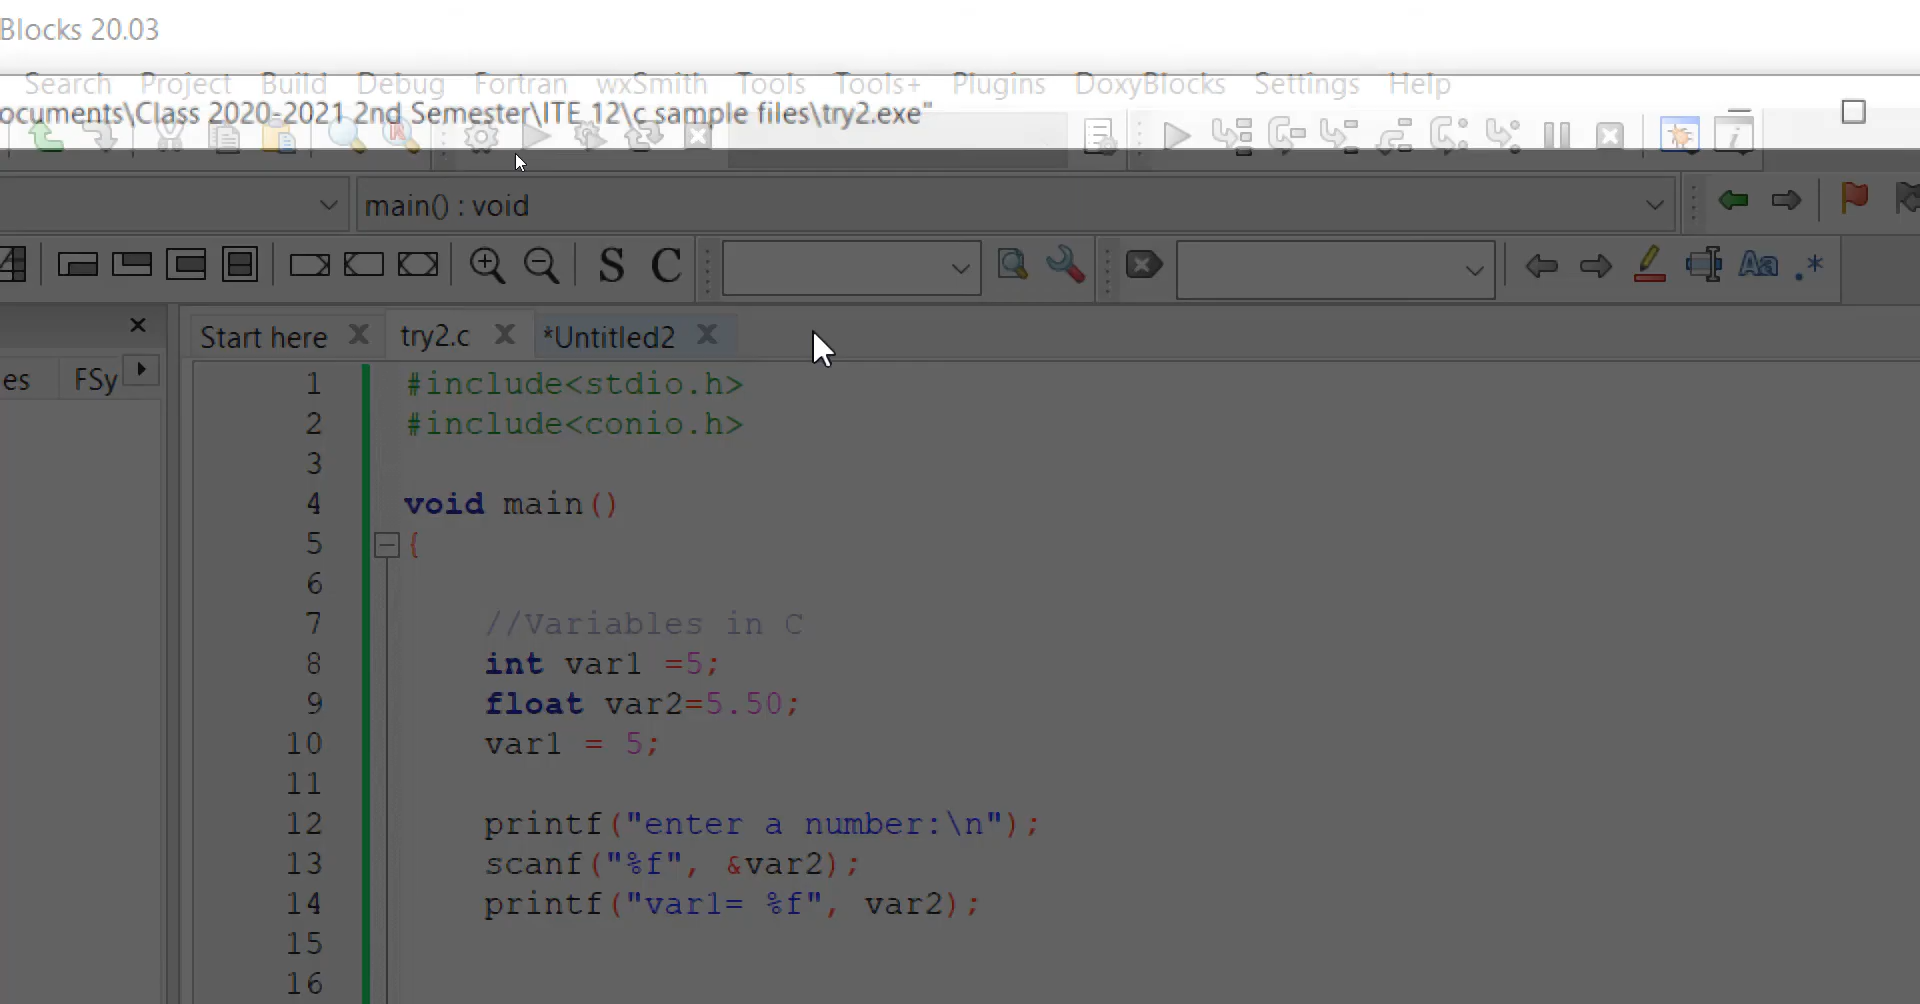 Blocks 20.03
Search Project Build Debug Fortran wxSmith Tools Tools+ Plugins DoxyBlocks Settings Help
ocuments\Class 2020-2021 2nd Semester\ITE 12\c sample files\try2.exe"
main() : void
S C Aa .*
Start here try2.c *Untitled2
es FSy
1 #include<stdio.h>
2 #include<conio.h>
3
4 void main()
5 {
6
7 //Variables in C
8 int var1 =5;
9 float var2=5.50;
10 var1 = 5;
11
12 printf("enter a number:\n");
13 scanf("%f", &var2);
14 printf("var1= %f", var2);
15
16